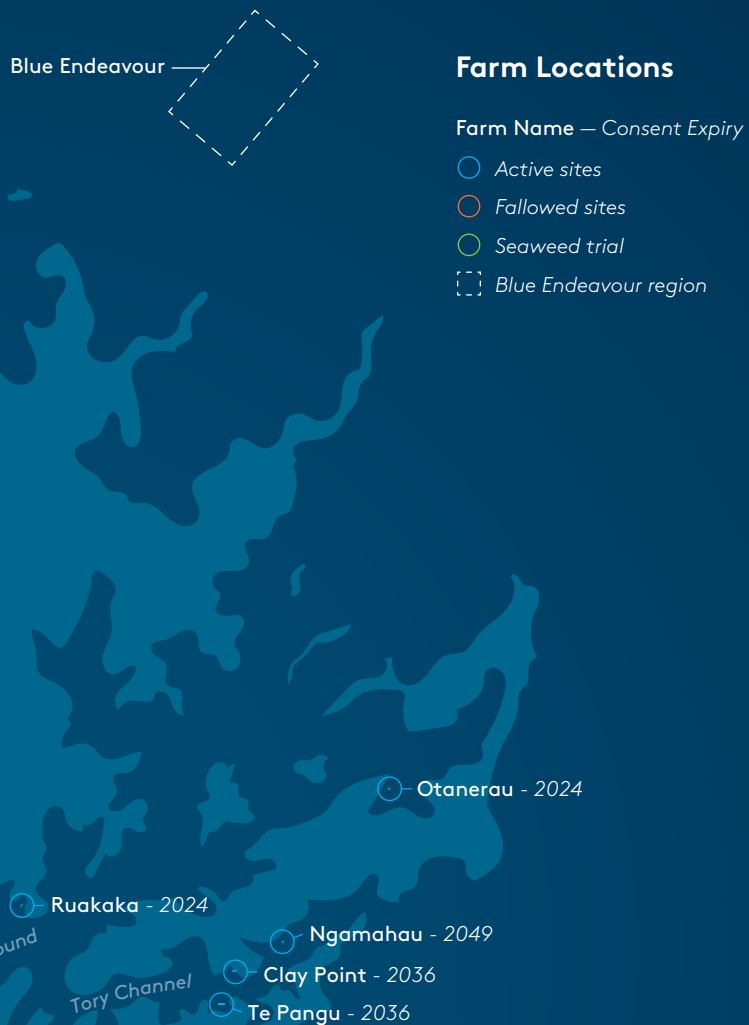 Blue Endeavour
Farm Locations
Farm Name — Consent Expiry
Active sites
Fallowed sites
Seaweed trial
Blue Endeavour region
Otanerau - 2024
Ruakaka - 2024
Ngamahau - 2049
Clay Point - 2036
Tory Channel
Te Pangu - 2036